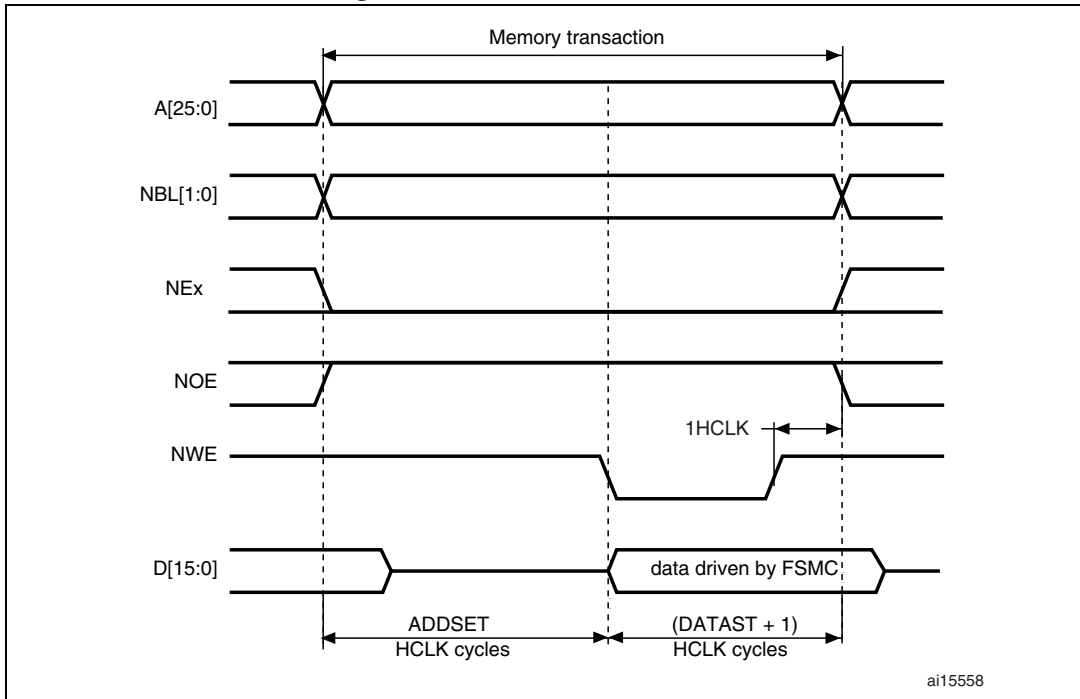 Memory transaction
A[25:0]
NBL[1:0]
NEx
NOE
1HCLK
NWE
D[15:0]
data driven by FSMC
ADDSET
HCLK cycles
(DATAST + 1)
HCLK cycles
ai15558